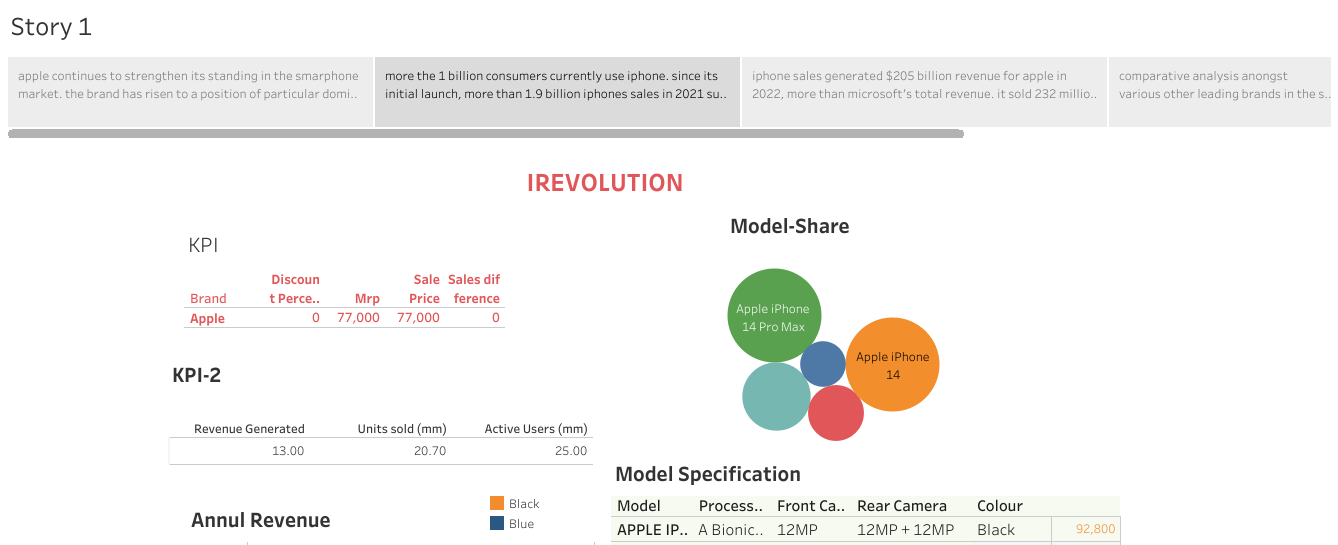 Story 1
apple continues to strengthen its standing in the smarphone
market. the brand has risen to a position of particular domi..
more the 1 billion consumers currently use iphone. since its
initial launch, more than 1.9 billion iphones sales in 2021 su..
iphone sales generated $205 billion revenue for apple in
2022, more than microsoft's total revenue. it sold 232 millio..
comparative analysis anongst
various other leading brands in the s..
IREVOLUTION
KPI
Discoun Sale Sales dif
Brand t Perce.. Mrp Price ference
Apple 0 77,000 77,000 0
KPI-2
Revenue Generated Units sold (mm) Active Users (mm)
13.00 20.70 25.00
Annul Revenue
Black
Blue
Model-Share
Apple iPhone
14 Pro Max
Apple iPhone
14
Model Specification
Model Process.. Front Ca.. Rear Camera Colour
APPLE IP.. A Bionic.. 12MP 12MP + 12MP Black 92,800